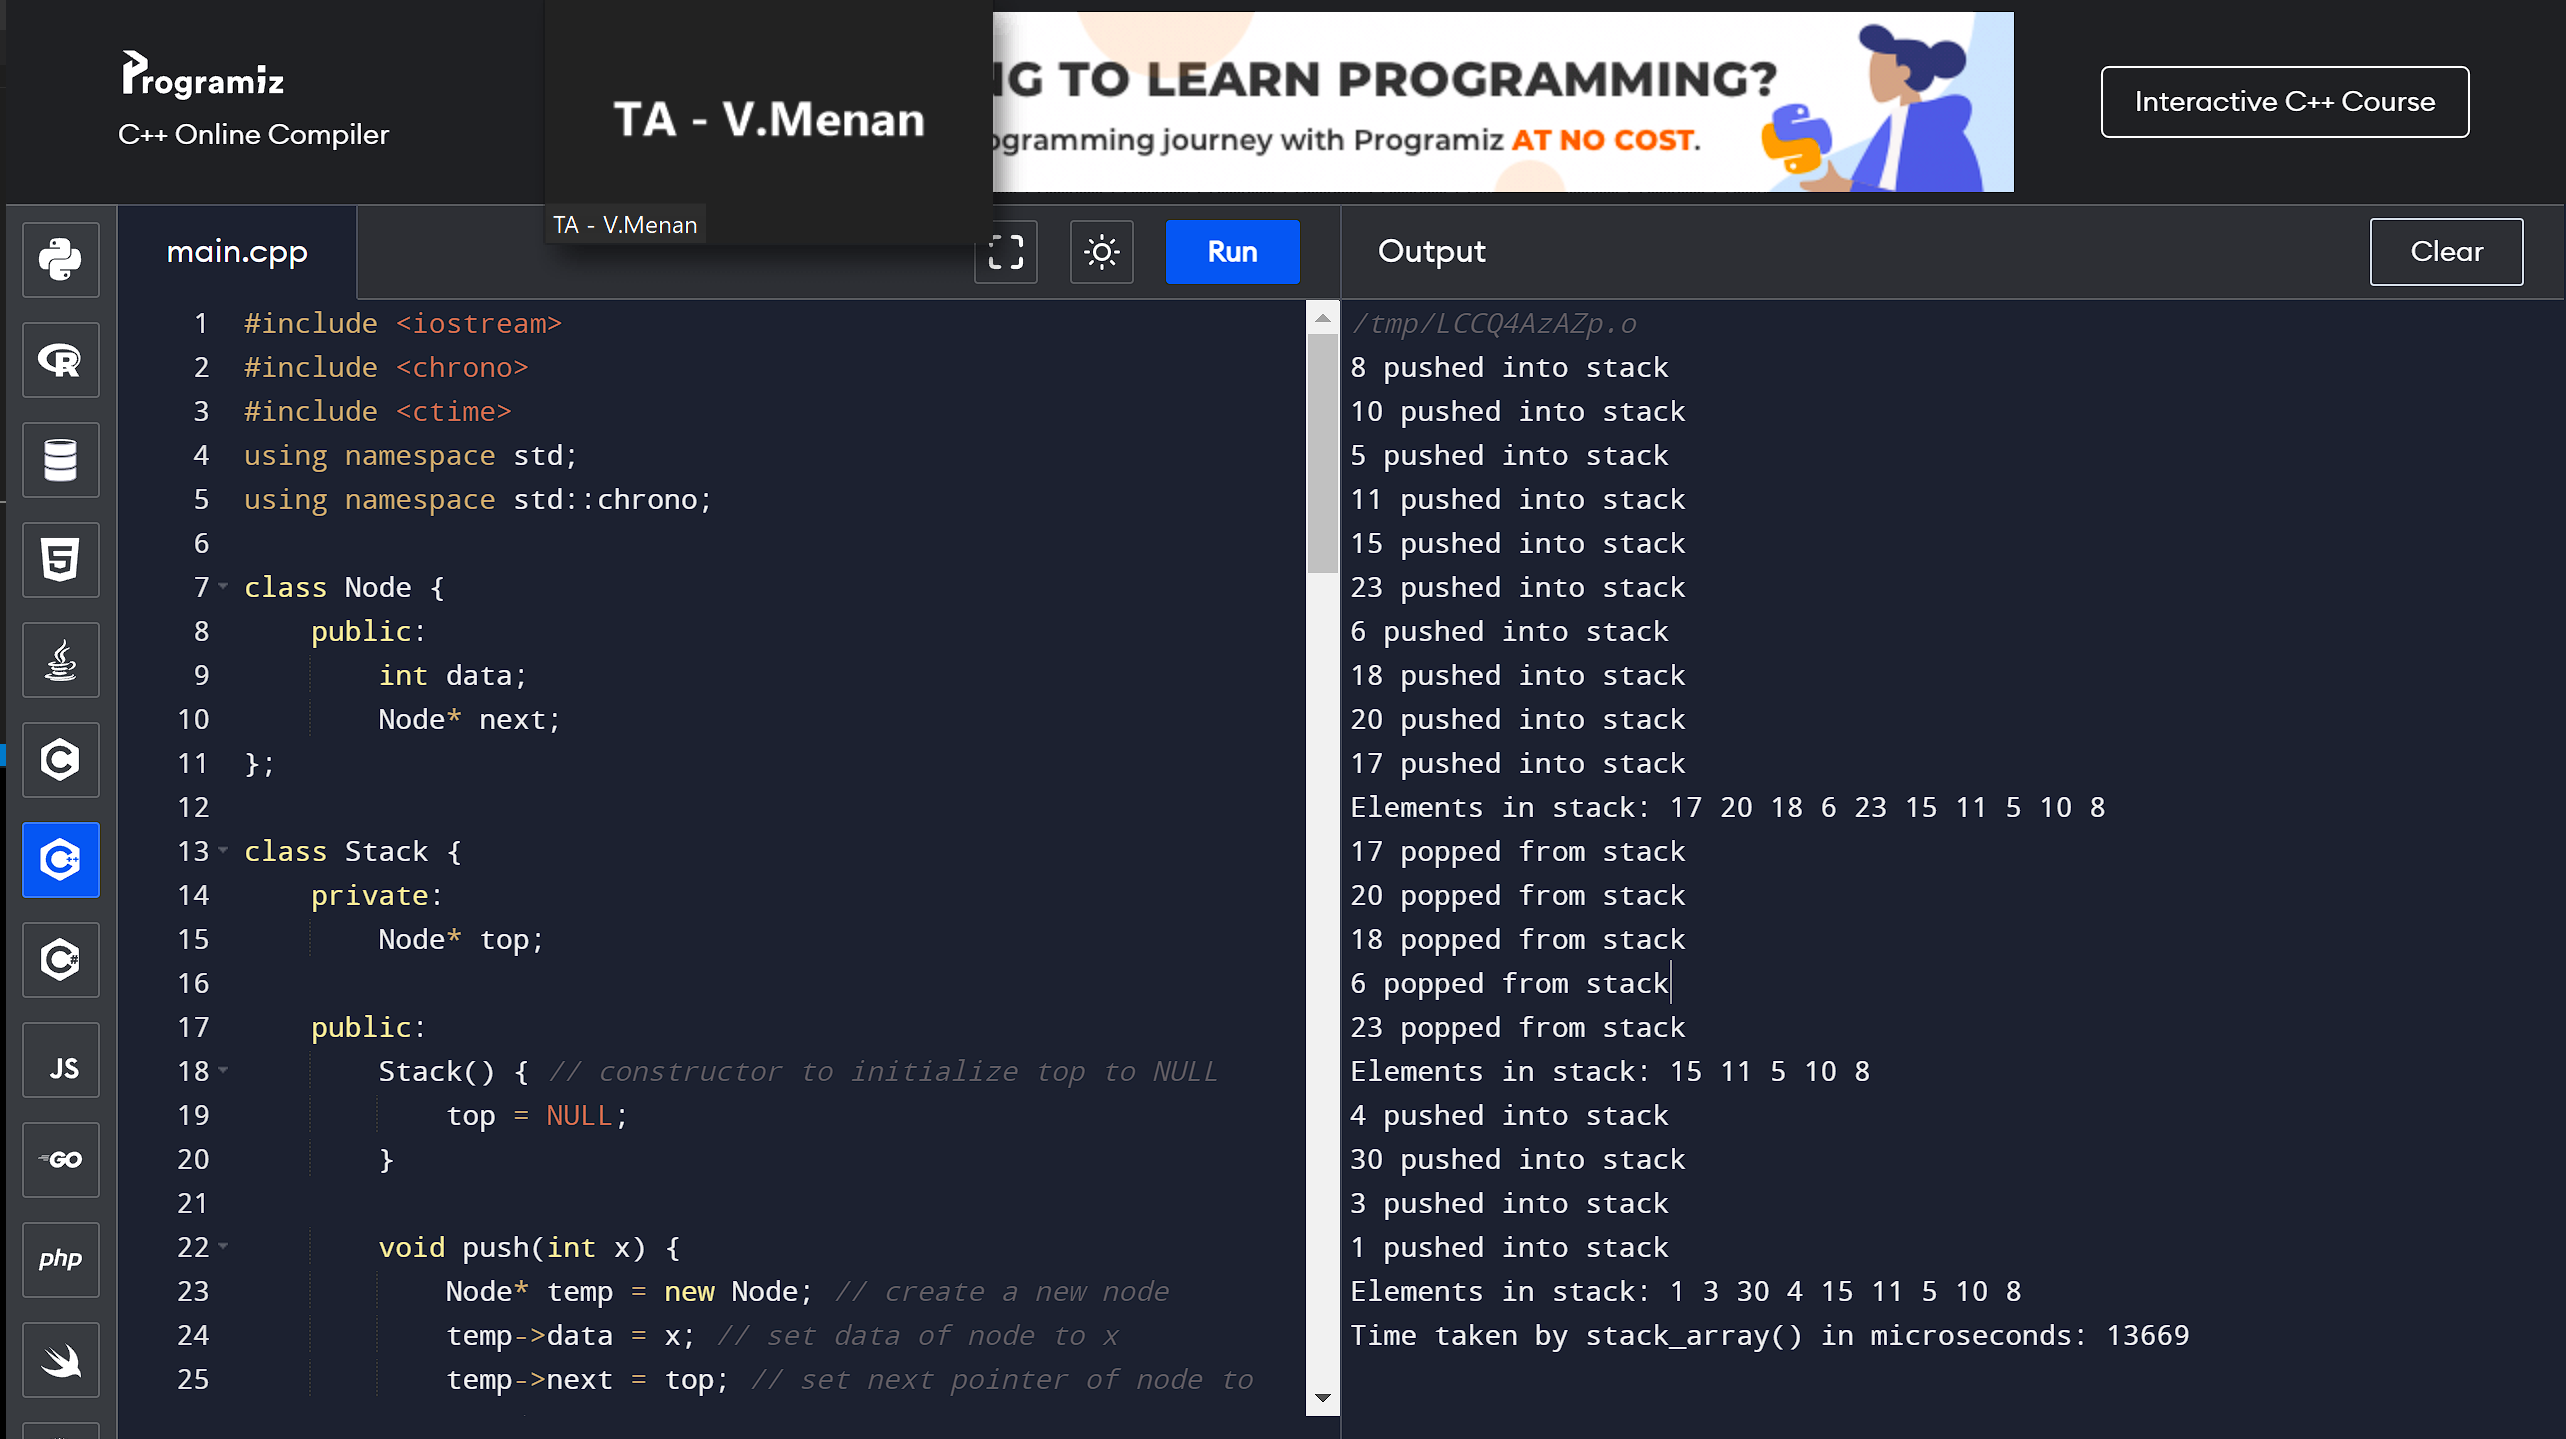 Programiz
C++ Online Compiler
TA - V.Menan
TA - V.Menan
NG TO LEARN PROGRAMMING?
ogramming journey with Programiz AT NO COST.
Interactive C++ Course
main.cpp
Run
Output
Clear
1 #include <iostream>
2 #include <chrono>
3 #include <ctime>
4 using namespace std;
5 using namespace std::chrono;
6
7 class Node {
8 public:
9 int data;
10 Node* next;
11 };
12
13 class Stack {
14 private:
15 Node* top;
16
17 public:
18 Stack() { // constructor to initialize top to NULL
19 top = NULL;
20 }
21
22 void push(int x) {
23 Node* temp = new Node; // create a new node
24 temp->data = x; // set data of node to x
25 temp->next = top; // set next pointer of node to
/tmp/LCCQ4AzAZp.o
8 pushed into stack
10 pushed into stack
5 pushed into stack
11 pushed into stack
15 pushed into stack
23 pushed into stack
6 pushed into stack
18 pushed into stack
20 pushed into stack
17 pushed into stack
Elements in stack: 17 20 18 6 23 15 11 5 10 8
17 popped from stack
20 popped from stack
18 popped from stack
6 popped from stack
23 popped from stack
Elements in stack: 15 11 5 10 8
4 pushed into stack
30 pushed into stack
3 pushed into stack
1 pushed into stack
Elements in stack: 1 3 30 4 15 11 5 10 8
Time taken by stack_array() in microseconds: 13669
R
5
C
C++
C#
JS
GO
php